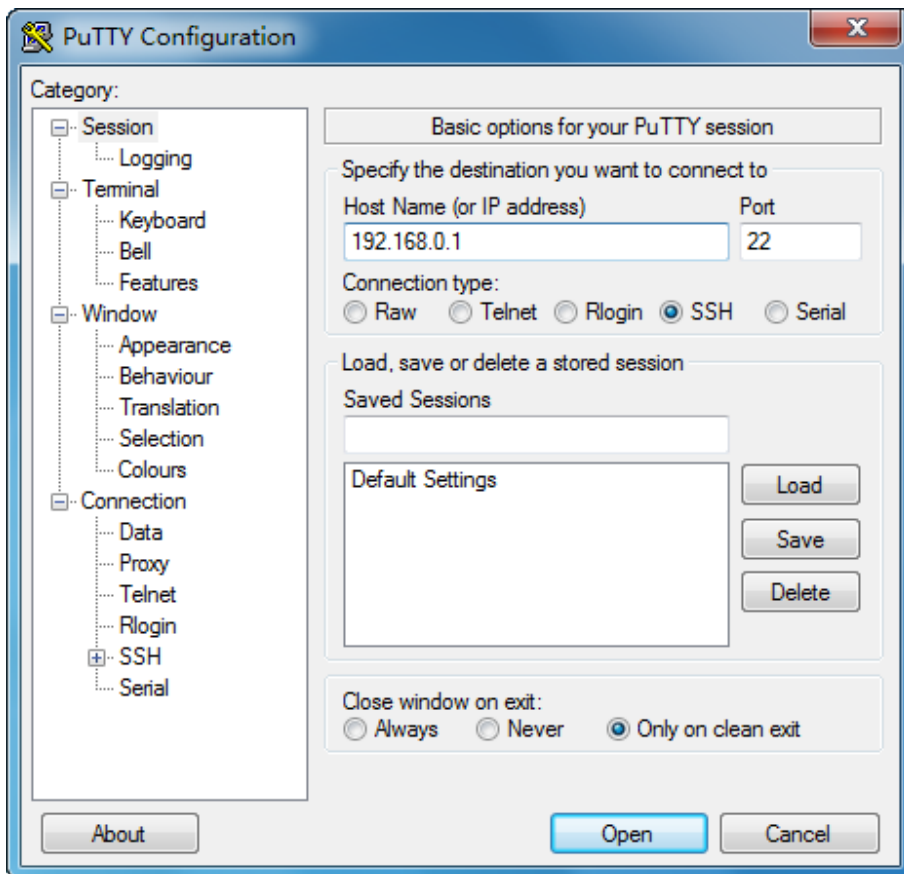 PuTTY Configuration
Category:
Session
Logging
Terminal
Keyboard
Bell
Features
Window
Appearance
Behaviour
Translation
Selection
Colours
Connection
Data
Proxy
Telnet
Rlogin
SSH
Serial
Basic options for your PuTTY session
Specify the destination you want to connect to
Host Name (or IP address) Port
192.168.0.1 22
Connection type:
Raw Telnet Rlogin SSH Serial
Load, save or delete a stored session
Saved Sessions
Default Settings
Load
Save
Delete
Close window on exit:
Always Never Only on clean exit
About Open Cancel